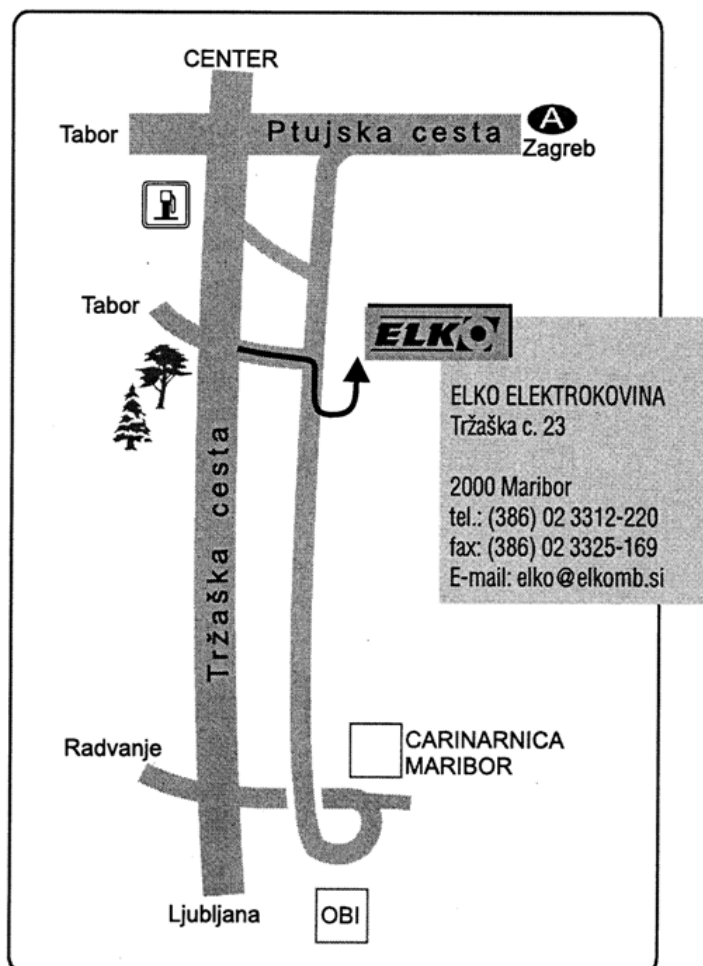 CENTER
Tabor
Ptujska cesta
A
Zagreb
Tabor
ELKO
ELKO ELEKTROKOVINA
Tržaška c. 23
2000 Maribor
tel.: (386) 02 3312-220
fax: (386) 02 3325-169
E-mail: elko@elkomb.si
Tržaška cesta
Radvanje
CARINARNICA
MARIBOR
Ljubljana
OBI